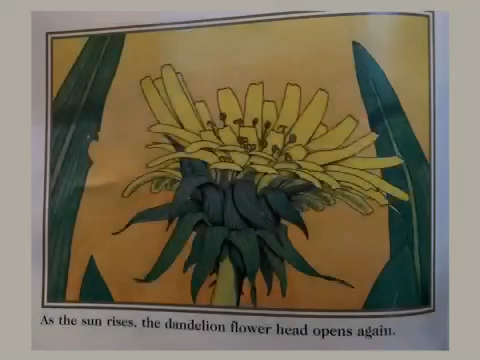 As the sun rises, the dandelion flower head opens again.